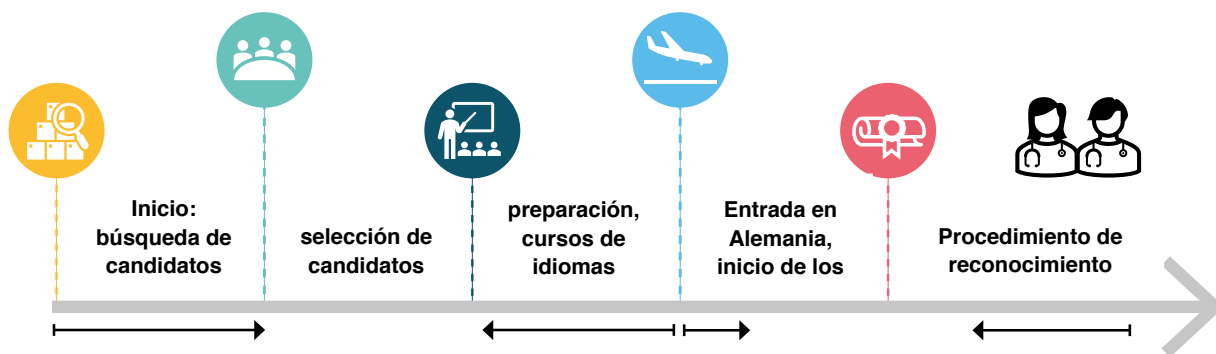 Inicio:
búsqueda de
candidatos
selección de
candidatos
preparación,
cursos de
idiomas
Entrada en
Alemania,
inicio de los
Procedimiento de
reconocimiento